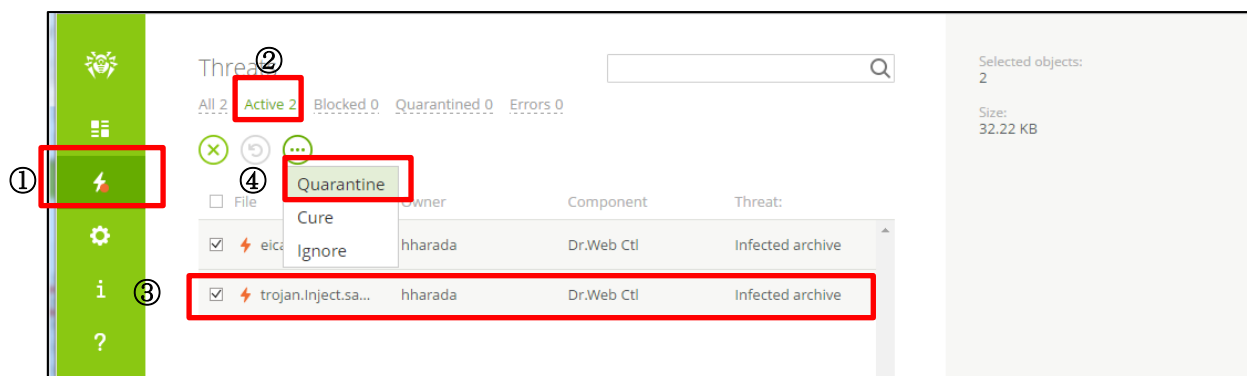 ②
Threats
Selected objects:
2
All 2 Active 2 Blocked 0 Quarantined 0 Errors 0
Size:
32.22 KB
①
④
Quarantine
Cure
Ignore
File Owner Component Threat:
hharada Dr.Web Ctl Infected archive
③
trojan.Inject.sa... hharada Dr.Web Ctl Infected archive
i
?